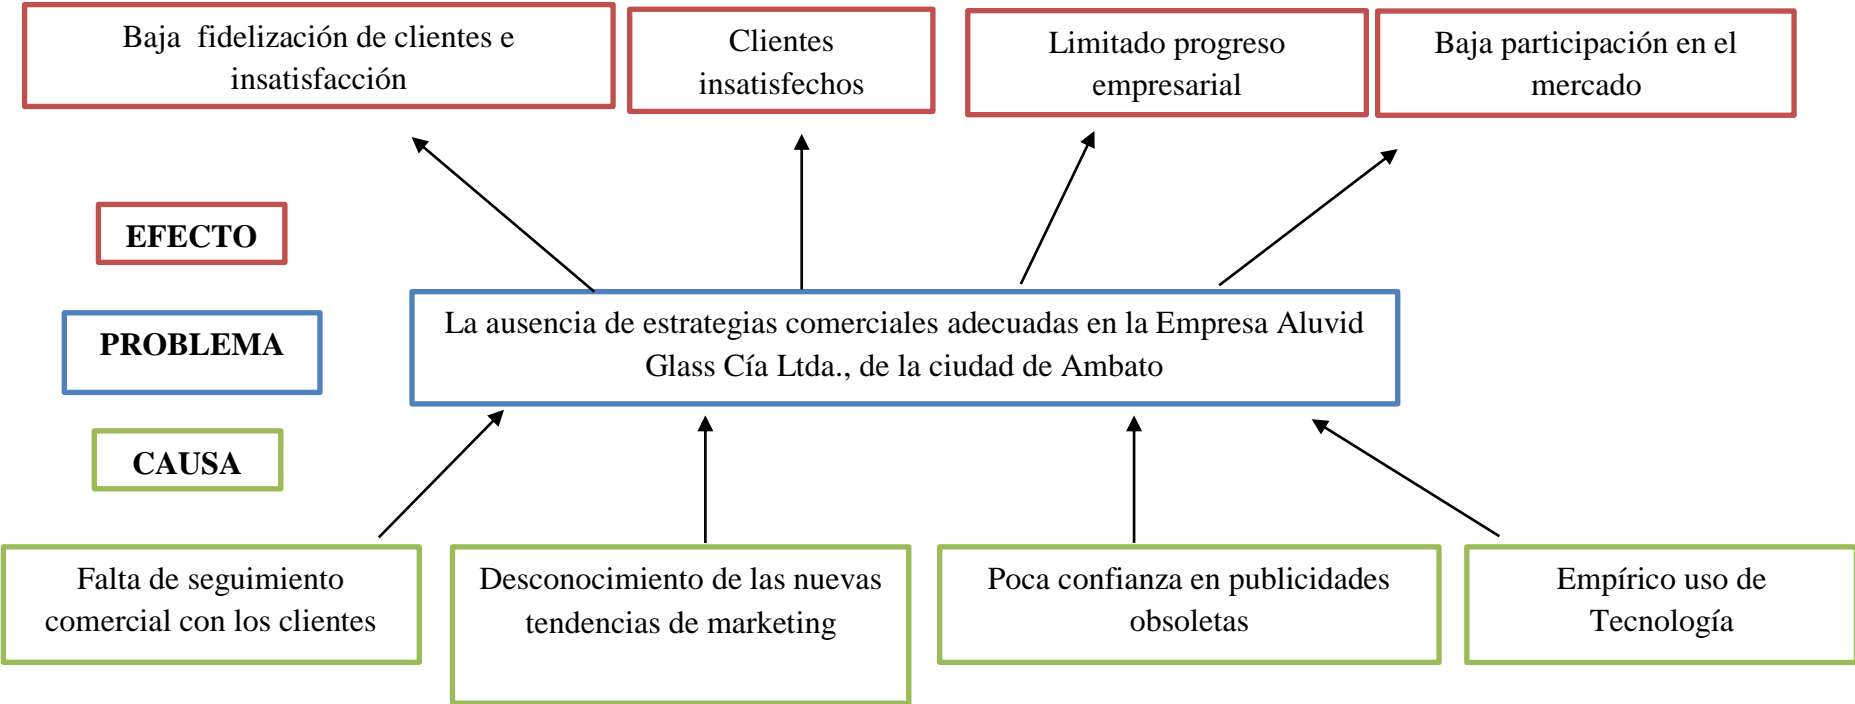 Baja  fidelización de clientes e
insatisfacción
Clientes
insatisfechos
Limitado progreso
empresarial
Baja participación en el
mercado
EFECTO
PROBLEMA
La ausencia de estrategias comerciales adecuadas en la Empresa Aluvid
Glass Cía Ltda., de la ciudad de Ambato
CAUSA
Falta de seguimiento
comercial con los clientes
Desconocimiento de las nuevas
tendencias de marketing
Poca confianza en publicidades
obsoletas
Empírico uso de
Tecnología